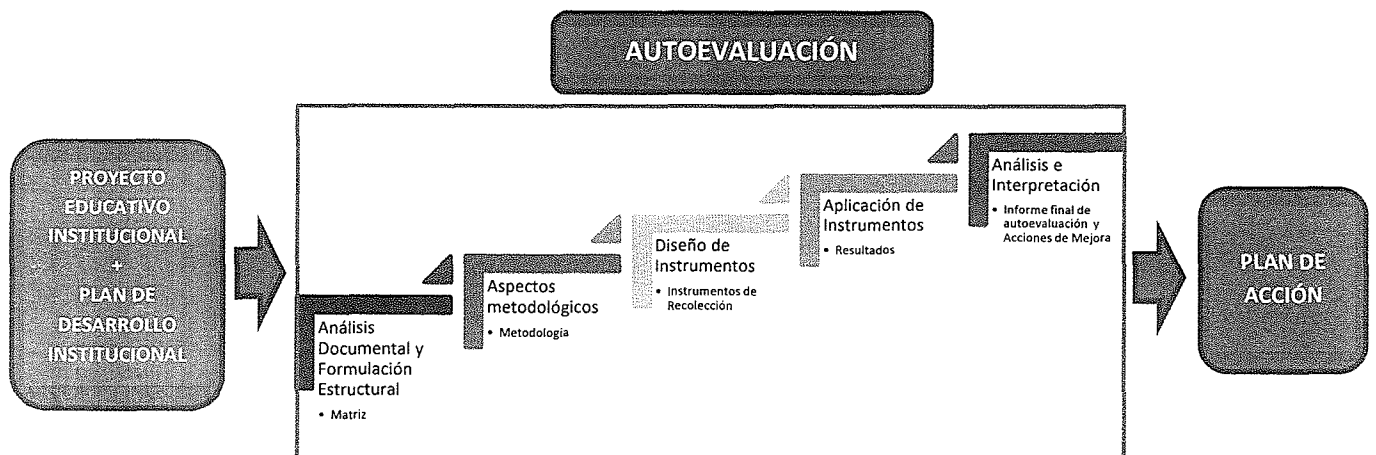 AUTOEVALUACIÓN
PROYECTO
EDUCATIVO
INSTITUCIONAL
+
PLAN DE
DESARROLLO
INSTITUCIONAL
Análisis
Documental y
Formulación
Estructural
• Matriz
Aspectos
metodológicos
• Metodología
Diseño de
Instrumentos
• Instrumentos de
Recolección
Aplicación de
Instrumentos
• Resultados
Análisis e
Interpretación
• Informe final de
autoevaluación y
Acciones de Mejora
PLAN DE
ACCIÓN